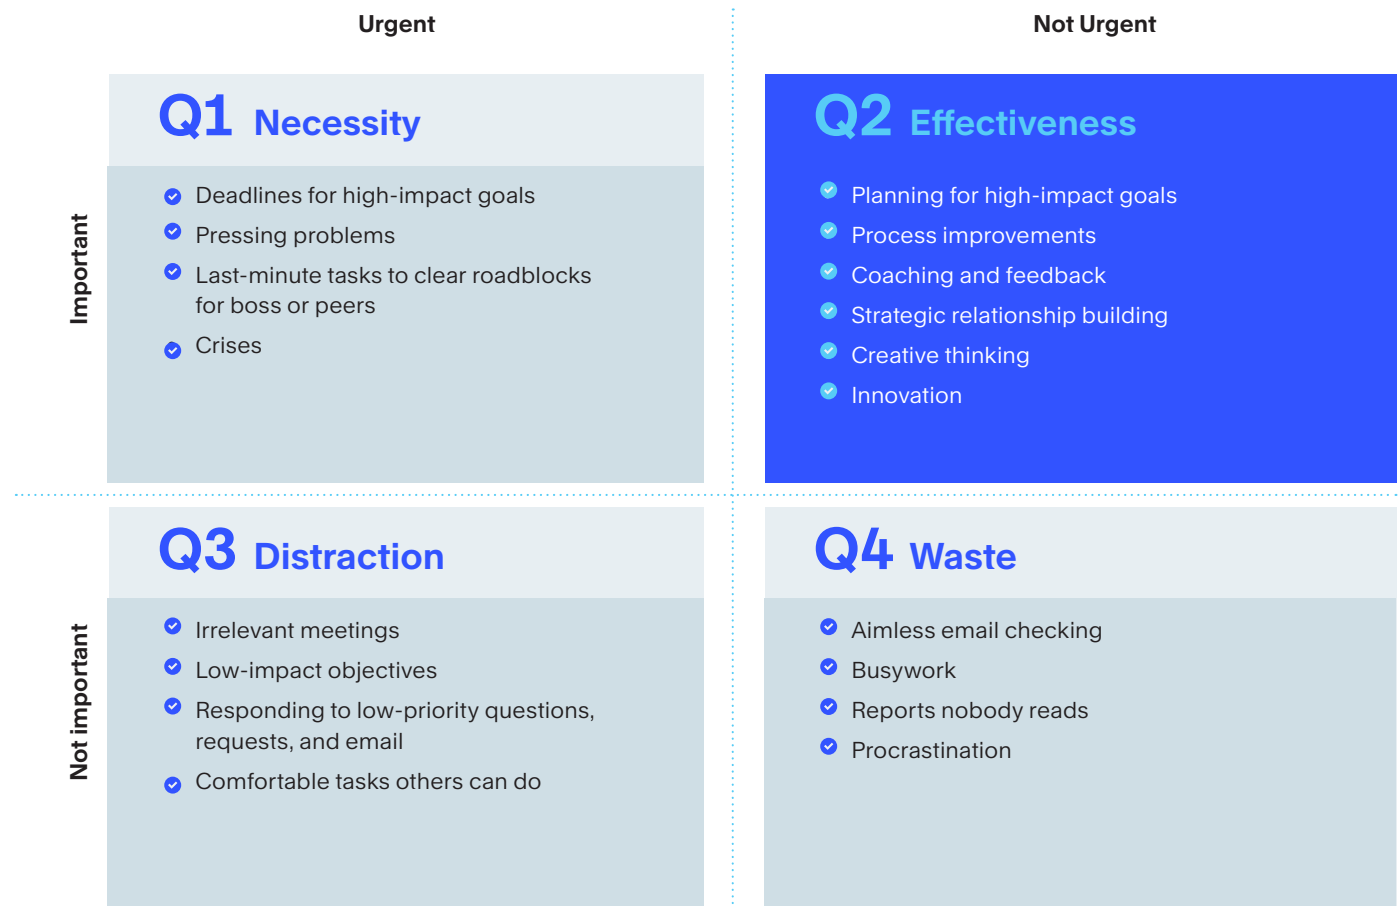 Urgent
Not Urgent
Important
Q1 Necessity
Deadlines for high-impact goals
Pressing problems
Last-minute tasks to clear roadblocks
for boss or peers
Crises
Q2 Effectiveness
Planning for high-impact goals
Process improvements
Coaching and feedback
Strategic relationship building
Creative thinking
Innovation
Not important
Q3 Distraction
Irrelevant meetings
Low-impact objectives
Responding to low-priority questions,
requests, and email
Comfortable tasks others can do
Q4 Waste
Aimless email checking
Busywork
Reports nobody reads
Procrastination